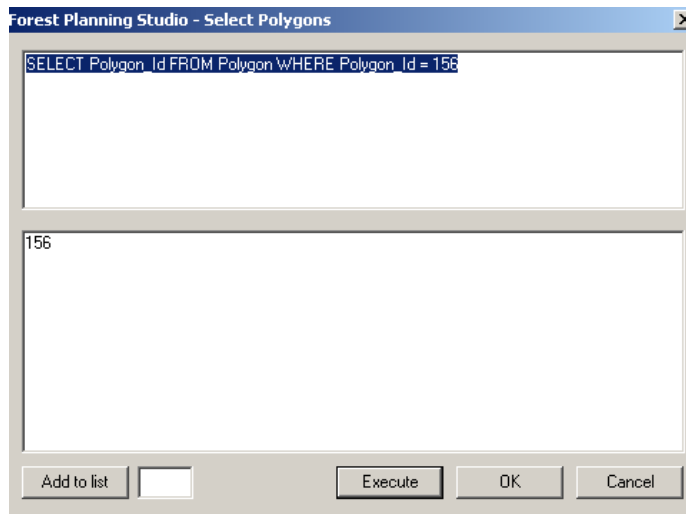 Forest Planning Studio - Select Polygons
SELECT Polygon_Id FROM Polygon WHERE Polygon_Id = 156
156
Add to list
Execute
OK
Cancel